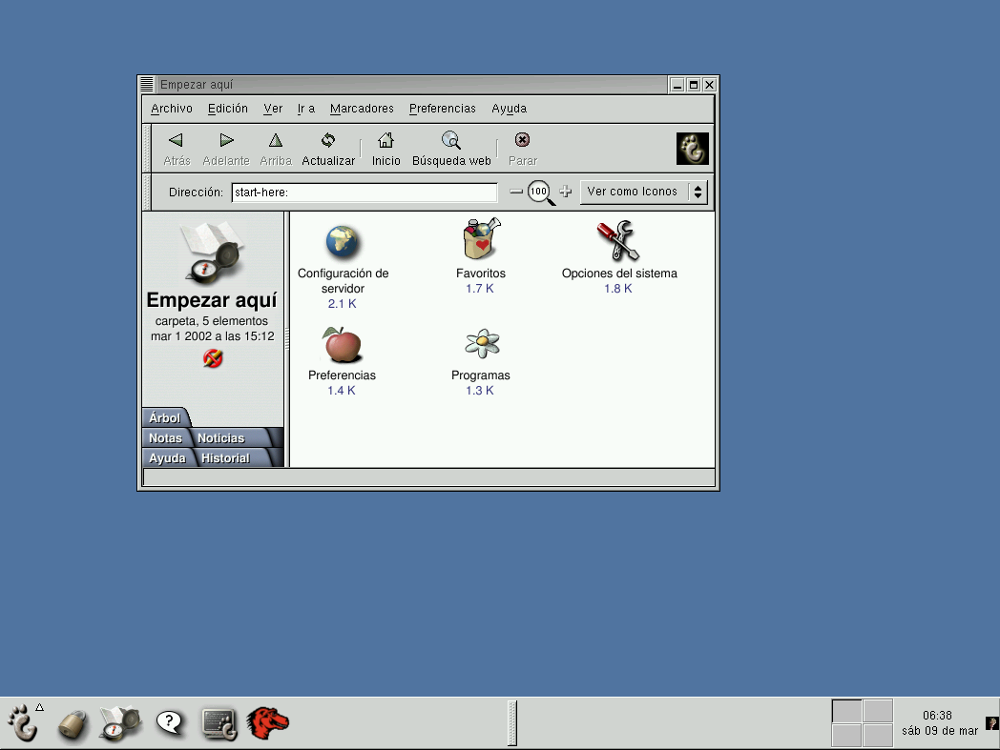 Empezar aquí
Archivo Edición Ver Ir a Marcadores Preferencias Ayuda
Atrás Adelante Arriba Actualizar Inicio Búsqueda web Parar
Dirección: start-here: 100 Ver como Iconos
Empezar aquí
carpeta, 5 elementos
mar 1 2002 a las 15:12
Árbol
Notas Noticias
Ayuda Historial
Configuración de
servidor
2.1 K
Favoritos
1.7 K
Opciones del sistema
1.8 K
Preferencias
1.4 K
Programas
1.3 K
?
06:38
sáb 09 de mar